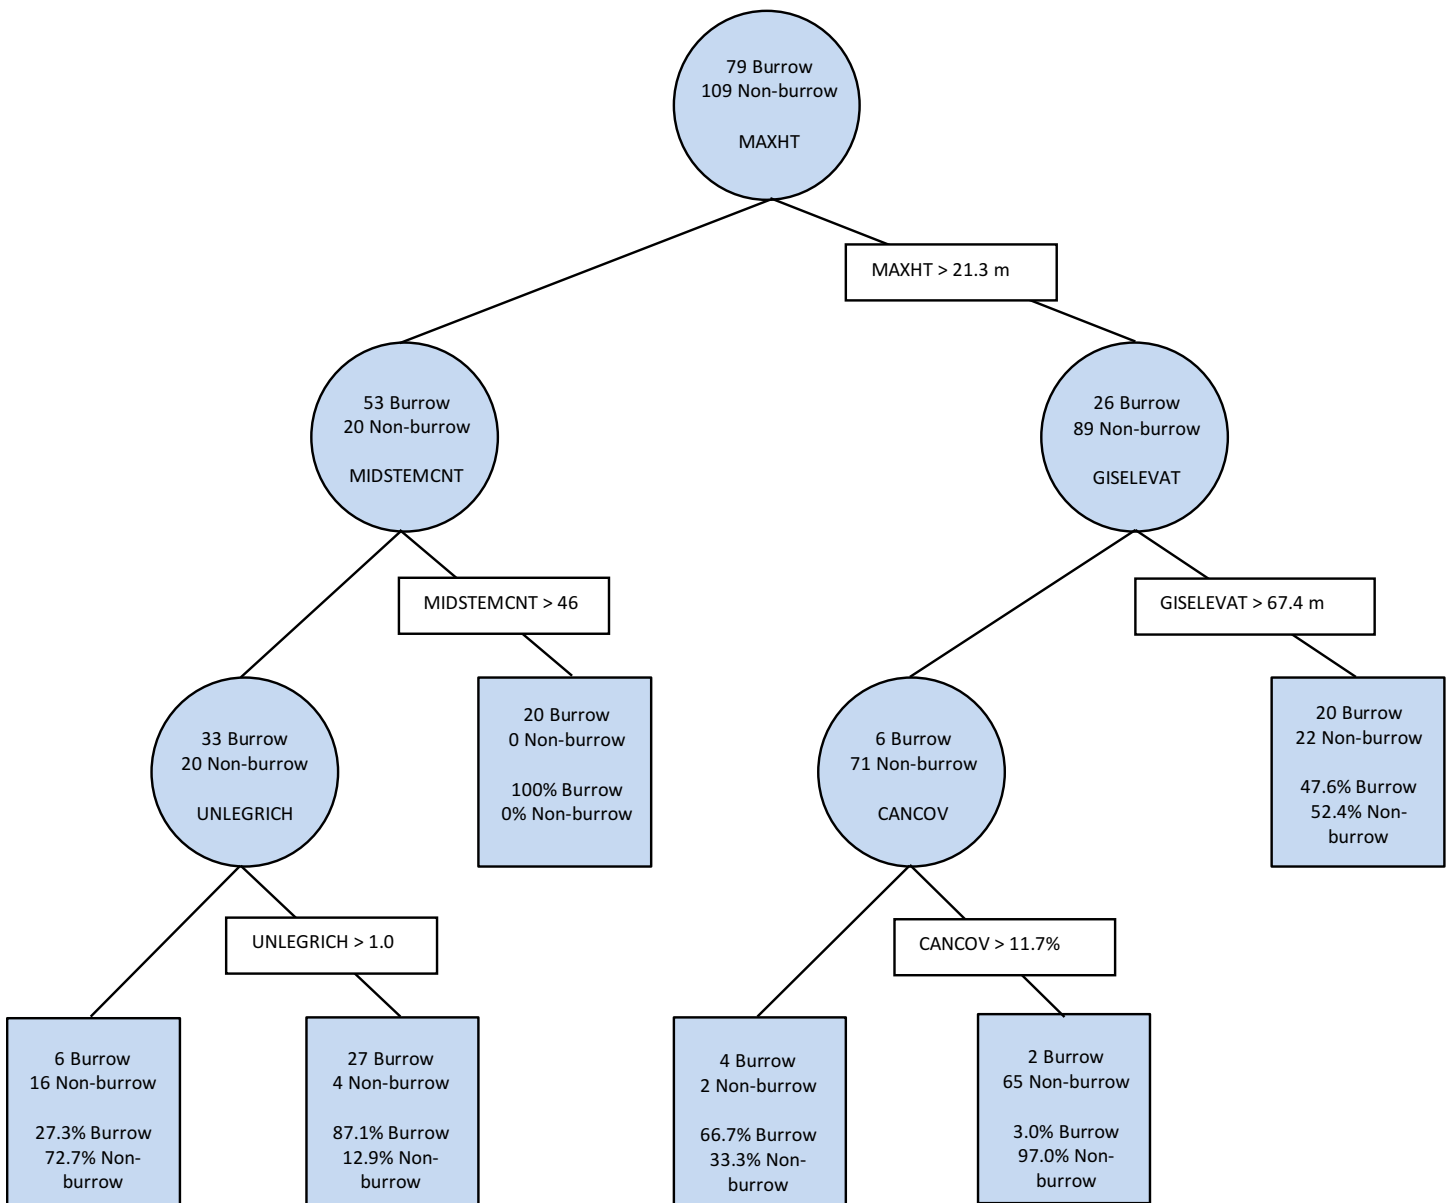 79 Burrow
109 Non-burrow
MAXHT
MAXHT > 21.3 m
53 Burrow
20 Non-burrow
MIDSTEMCNT
26 Burrow
89 Non-burrow
GISELEVAT
MIDSTEMCNT > 46
GISELEVAT > 67.4 m
33 Burrow
20 Non-burrow
UNLEGRICH
20 Burrow
0 Non-burrow
100% Burrow
0% Non-burrow
6 Burrow
71 Non-burrow
CANCOV
20 Burrow
22 Non-burrow
47.6% Burrow
52.4% Non-
burrow
UNLEGRICH > 1.0
CANCOV > 11.7%
6 Burrow
16 Non-burrow
27.3% Burrow
72.7% Non-
burrow
27 Burrow
4 Non-burrow
87.1% Burrow
12.9% Non-
burrow
4 Burrow
2 Non-burrow
66.7% Burrow
33.3% Non-
burrow
2 Burrow
65 Non-burrow
3.0% Burrow
97.0% Non-
burrow